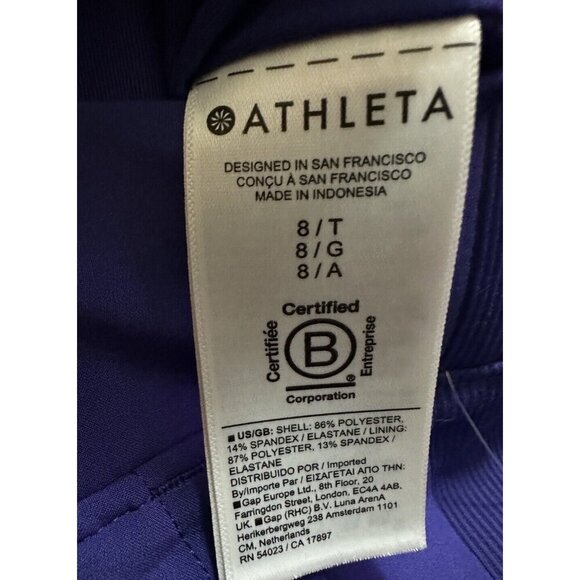 ATHLETA
DESIGNED IN SAN FRANCISCO
CONÇU À SAN FRANCISCO
MADE IN INDONESIA
8 / T
8 / G
8 / A
Certified
Certifiée
B
®
Entreprise
Corporation
■ US/GB: SHELL: 86% POLYESTER,
14% SPANDEX / ELASTANE / LINING:
87% POLYESTER, 13% SPANDEX /
ELASTANE
DISTRIBUIDO POR / Imported
By/Importe Par / ΕΙΣΑΓΕΤΑΙ ΑΠΟ ΤΗΝ:
■Gap Europe Ltd., 8th Floor, 20
Farringdon Street, London, EC4A 4AB,
UK. ■Gap (RHC) B.V. Luna ArenA
Herikerbergweg 238 Amsterdam 1101
CM, Netherlands
RN 54023 / CA 17897